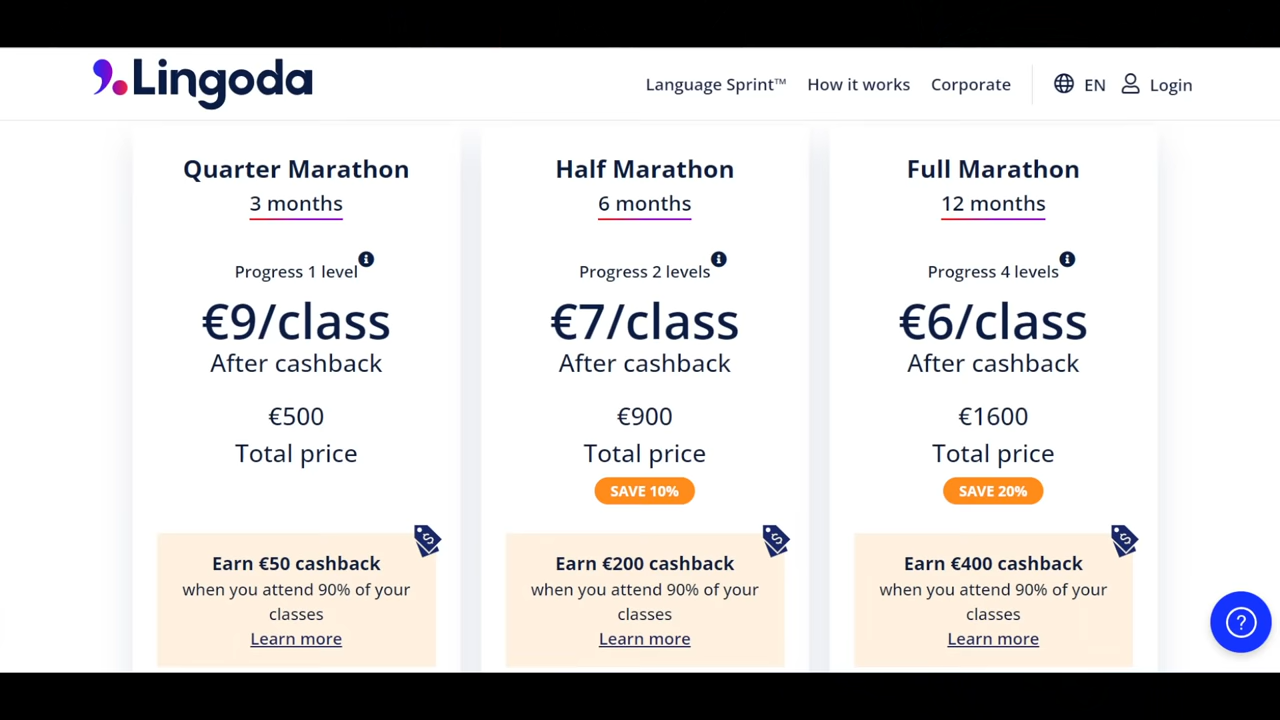 Lingoda
Language Sprint™
How it works
Corporate
EN
Login
Quarter Marathon
3 months
Progress 1 level
€9/class
After cashback
€500
Total price
Earn €50 cashback
when you attend 90% of your
classes
Learn more
Half Marathon
6 months
Progress 2 levels
€7/class
After cashback
€900
Total price
SAVE 10%
Earn €200 cashback
when you attend 90% of your
classes
Learn more
Full Marathon
12 months
Progress 4 levels
€6/class
After cashback
€1600
Total price
SAVE 20%
Earn €400 cashback
when you attend 90% of your
classes
Learn more